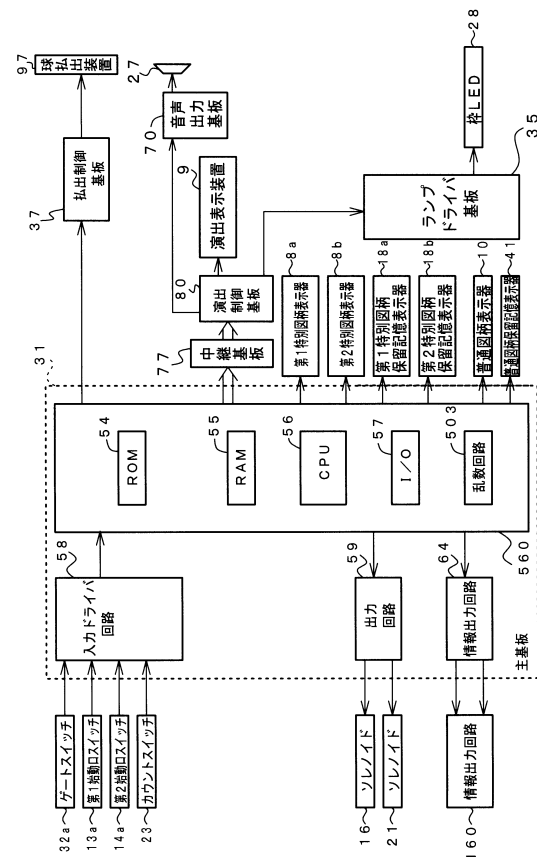 31
32a
ゲートスイッチ
13a
第1始動口スイッチ
14a
第2始動口スイッチ
23
カウントスイッチ
58
入力ドライバ
回路
54
ROM
55
RAM
56
CPU
57
I/O
503
乱数回路
560
59
出力
回路
16
ソレノイド
21
ソレノイド
64
情報出力回路
160
情報出力回路
主基板
37
払出制御
基板
97
球払出装置
77
中継基板
80
演出制御
基板
9
演出表示装置
70
音声
出力
基板
27
35
ランプ
ドライバ
基板
28
枠LED
8a
第1特別図柄表示器
8b
第2特別図柄表示器
18a
第1特別図柄
保留記憶表示器
18b
第2特別図柄
保留記憶表示器
10
普通図柄表示器
41
普通図柄保留記憶表示器